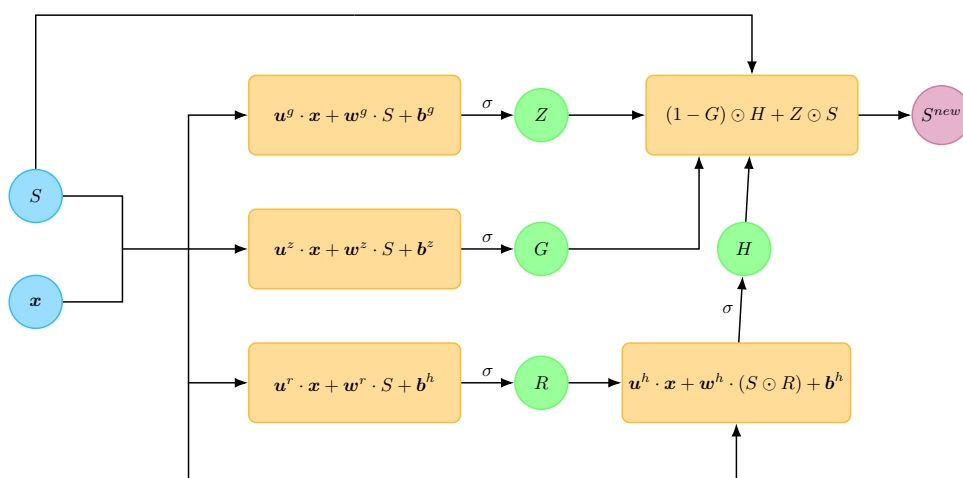 u^g · x + w^g · S + b^g
σ
Z
(1 − G) ⊙ H + Z ⊙ S
S^new
S
u^z · x + w^z · S + b^z
σ
G
H
x
σ
u^r · x + w^r · S + b^h
σ
R
u^h · x + w^h · (S ⊙ R) + b^h